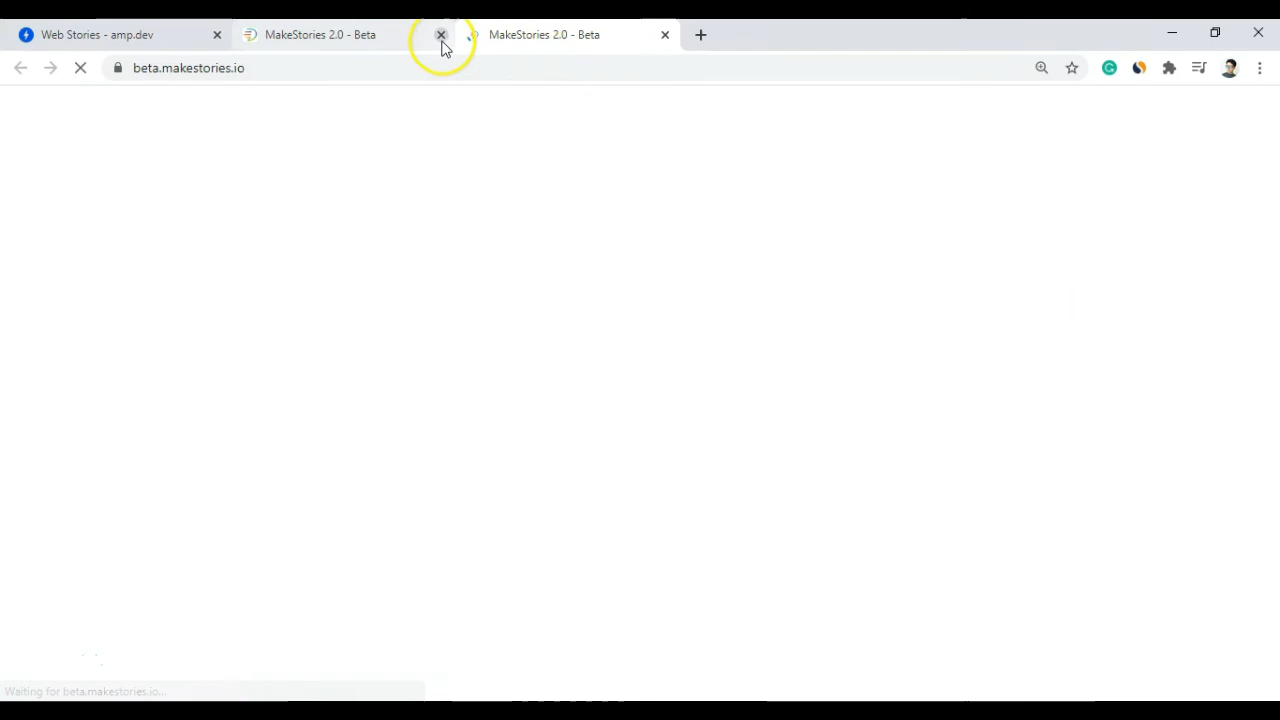 Web Stories - amp.dev
MakeStories 2.0 - Beta
MakeStories 2.0 - Beta
beta.makestories.io
Waiting for beta.makestories.io...